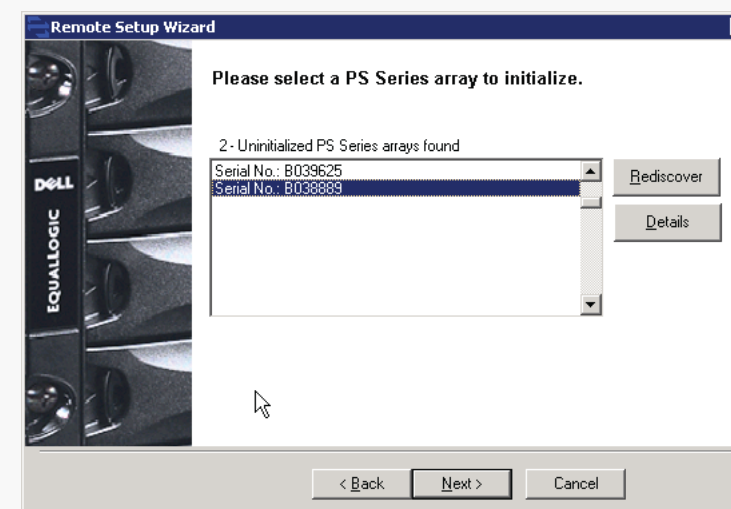 Remote Setup Wizard
Please select a PS Series array to initialize.
2 - Uninitialized PS Series arrays found
Serial No.: B039625
Serial No.: B038889
Rediscover
Details
DELL
EQUALLOGIC
< Back
Next >
Cancel